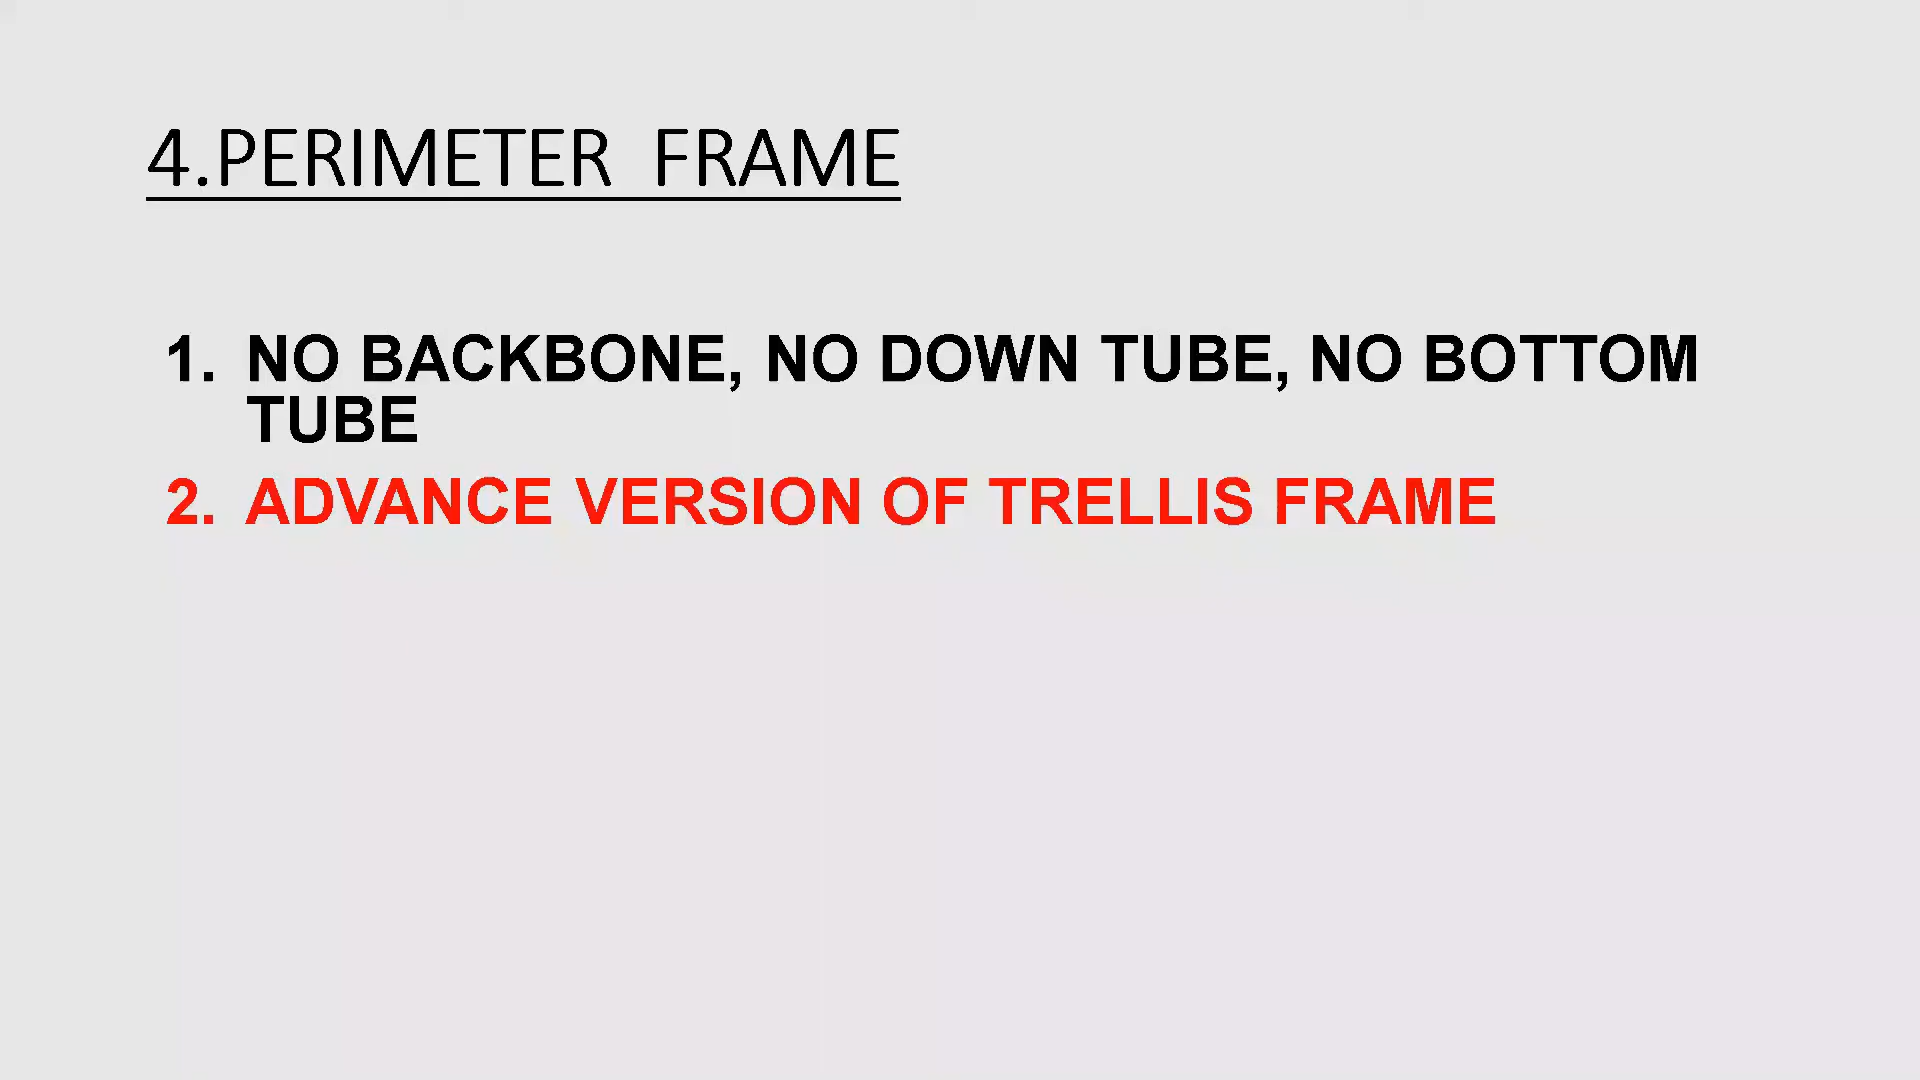 4.PERIMETER FRAME
1. NO BACKBONE, NO DOWN TUBE, NO BOTTOM
TUBE
2. ADVANCE VERSION OF TRELLIS FRAME